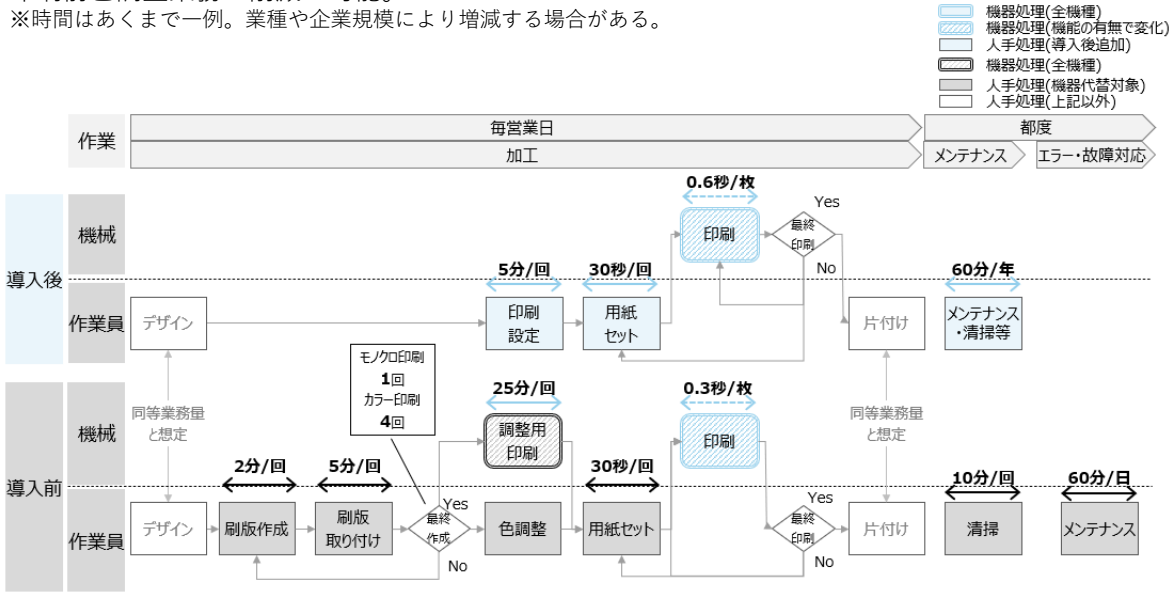 ※時間はあくまで一例。業種や企業規模により増減する場合がある。
機器処理(全機種)
機器処理(機能の有無で変化)
人手処理(導入後追加)
機器処理(全機種)
人手処理(機器代替対象)
人手処理(上記以外)
作業
毎営業日
都度
加工
メンテナンス
エラー・故障対応
導入後
機械
0.6秒/枚
印刷
最終
印刷
Yes
No
作業員
デザイン
5分/回
印刷
設定
30秒/回
用紙
セット
片付け
60分/年
メンテナンス
・清掃等
同等業務量
と想定
モノクロ印刷
1回
カラー印刷
4回
同等業務量
と想定
導入前
機械
25分/回
調整用
印刷
0.3秒/枚
印刷
作業員
デザイン
2分/回
刷版作成
5分/回
刷版
取り付け
最終
作成
Yes
No
色調整
30秒/回
用紙セット
最終
印刷
Yes
No
片付け
10分/回
清掃
60分/日
メンテナンス